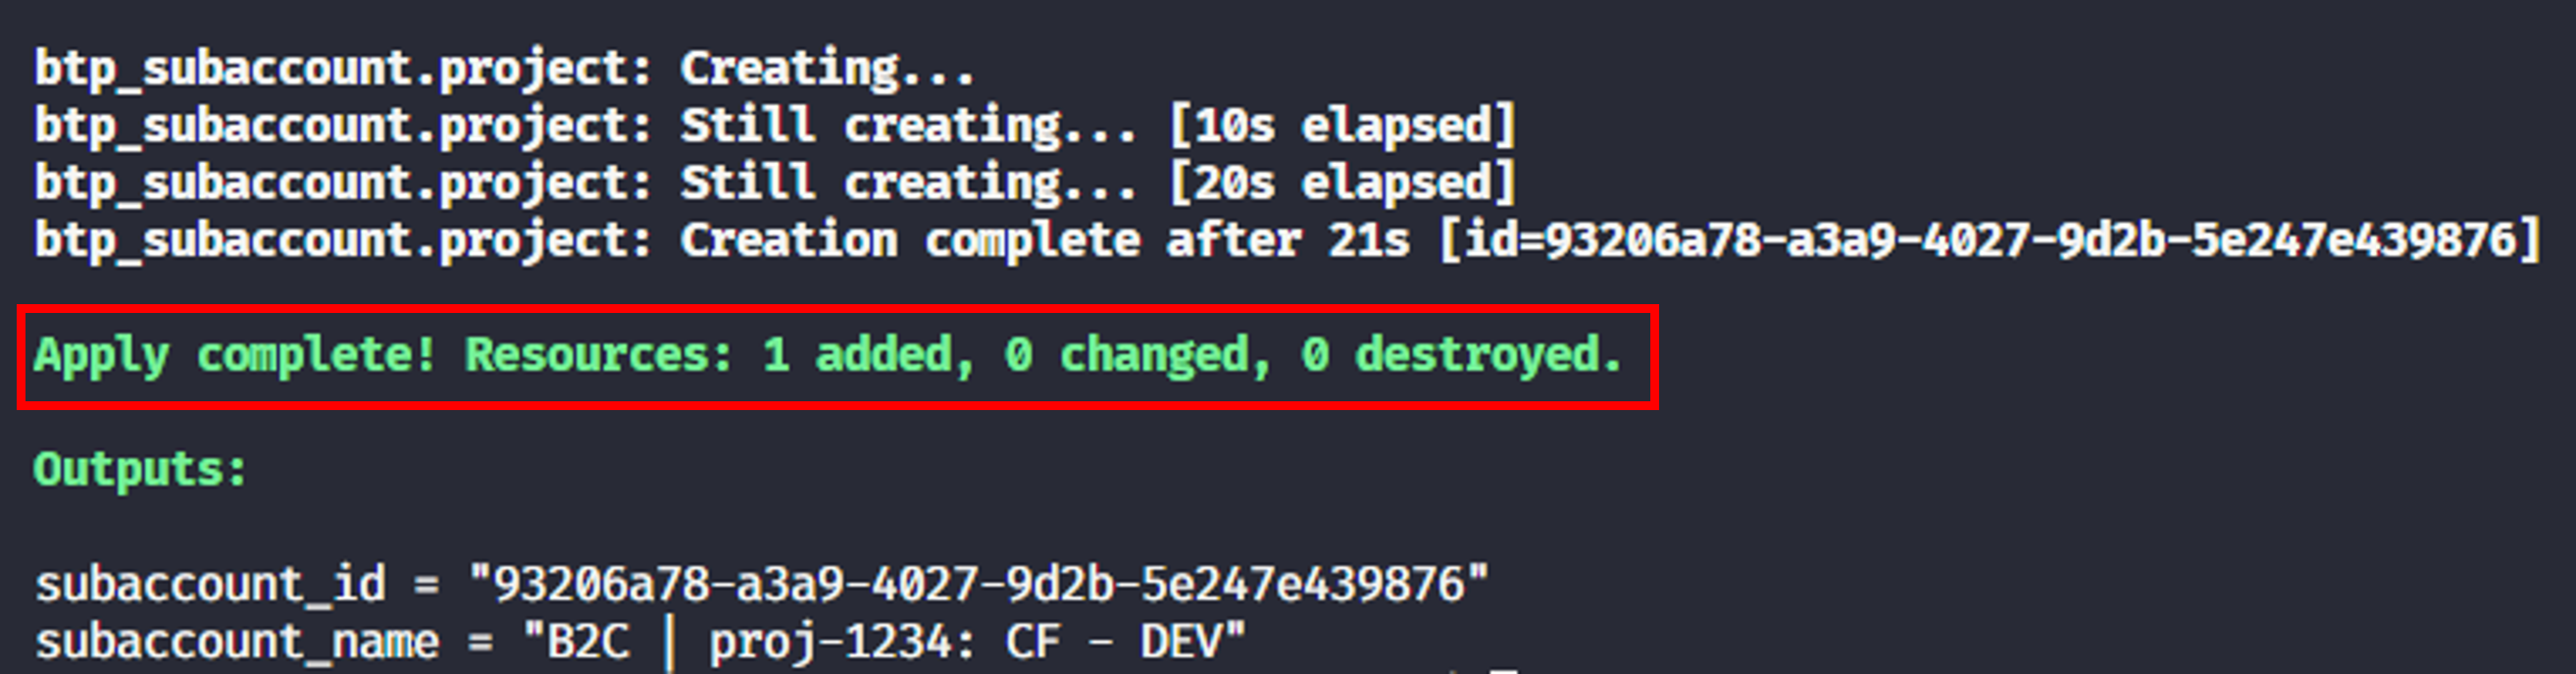 btp_subaccount.project: Creating...
btp_subaccount.project: Still creating... [10s elapsed]
btp_subaccount.project: Still creating... [20s elapsed]
btp_subaccount.project: Creation complete after 21s [id=93206a78-a3a9-4027-9d2b-5e247e439876]
Apply complete! Resources: 1 added, 0 changed, 0 destroyed.
Outputs:
subaccount_id = "93206a78-a3a9-4027-9d2b-5e247e439876"
subaccount_name = "B2C | proj-1234: CF - DEV"